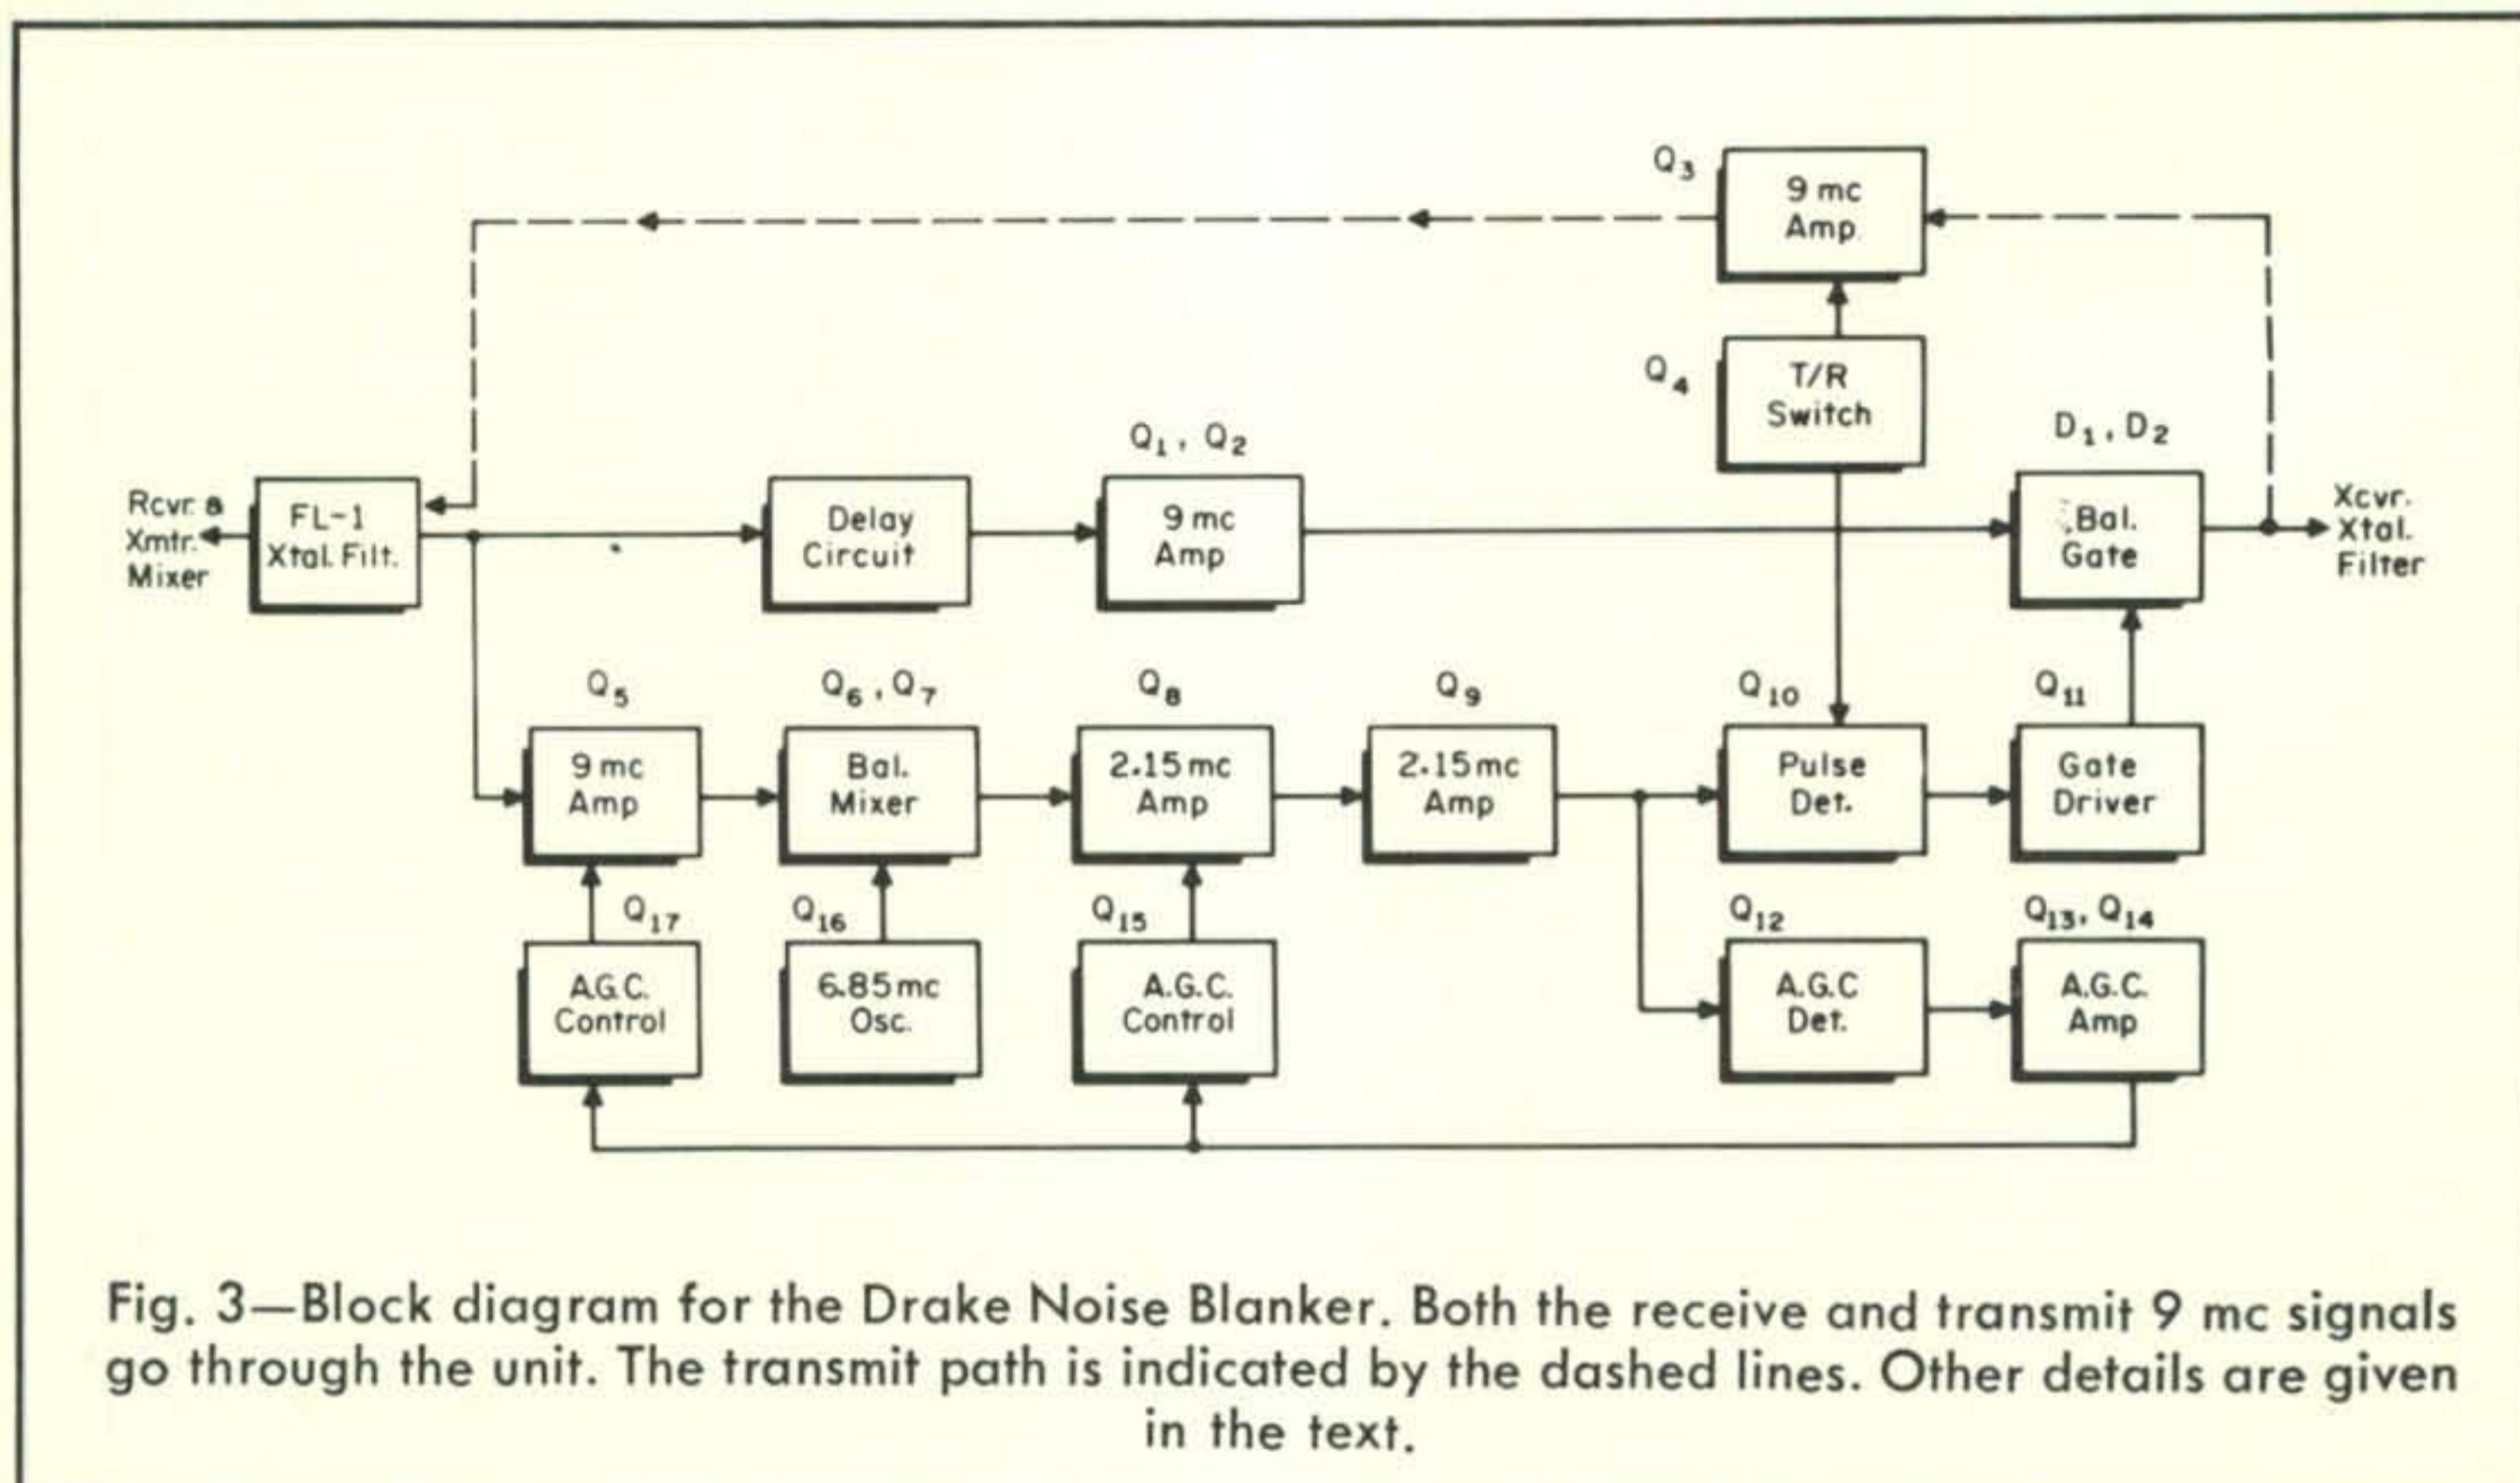 Q3
9 mc
Amp
Q4
T/R
Switch
Q1, Q2
D1, D2
Rcvr. &
Xmtr.
Mixer
FL-1
Xtal. Filt.
Delay
Circuit
9 mc
Amp
Bal.
Gate
Xcvr.
Xtal.
Filter
Q5
Q6, Q7
Q8
Q9
Q10
Q11
9 mc
Amp
Bal.
Mixer
2.15 mc
Amp
2.15 mc
Amp
Pulse
Det.
Gate
Driver
Q17
Q16
Q15
Q12
Q13, Q14
A.G.C.
Control
6.85 mc
Osc.
A.G.C.
Control
A.G.C
Det.
A.G.C.
Amp
Fig. 3—Block diagram for the Drake Noise Blanker. Both the receive and transmit 9 mc signals
go through the unit. The transmit path is indicated by the dashed lines. Other details are given
in the text.